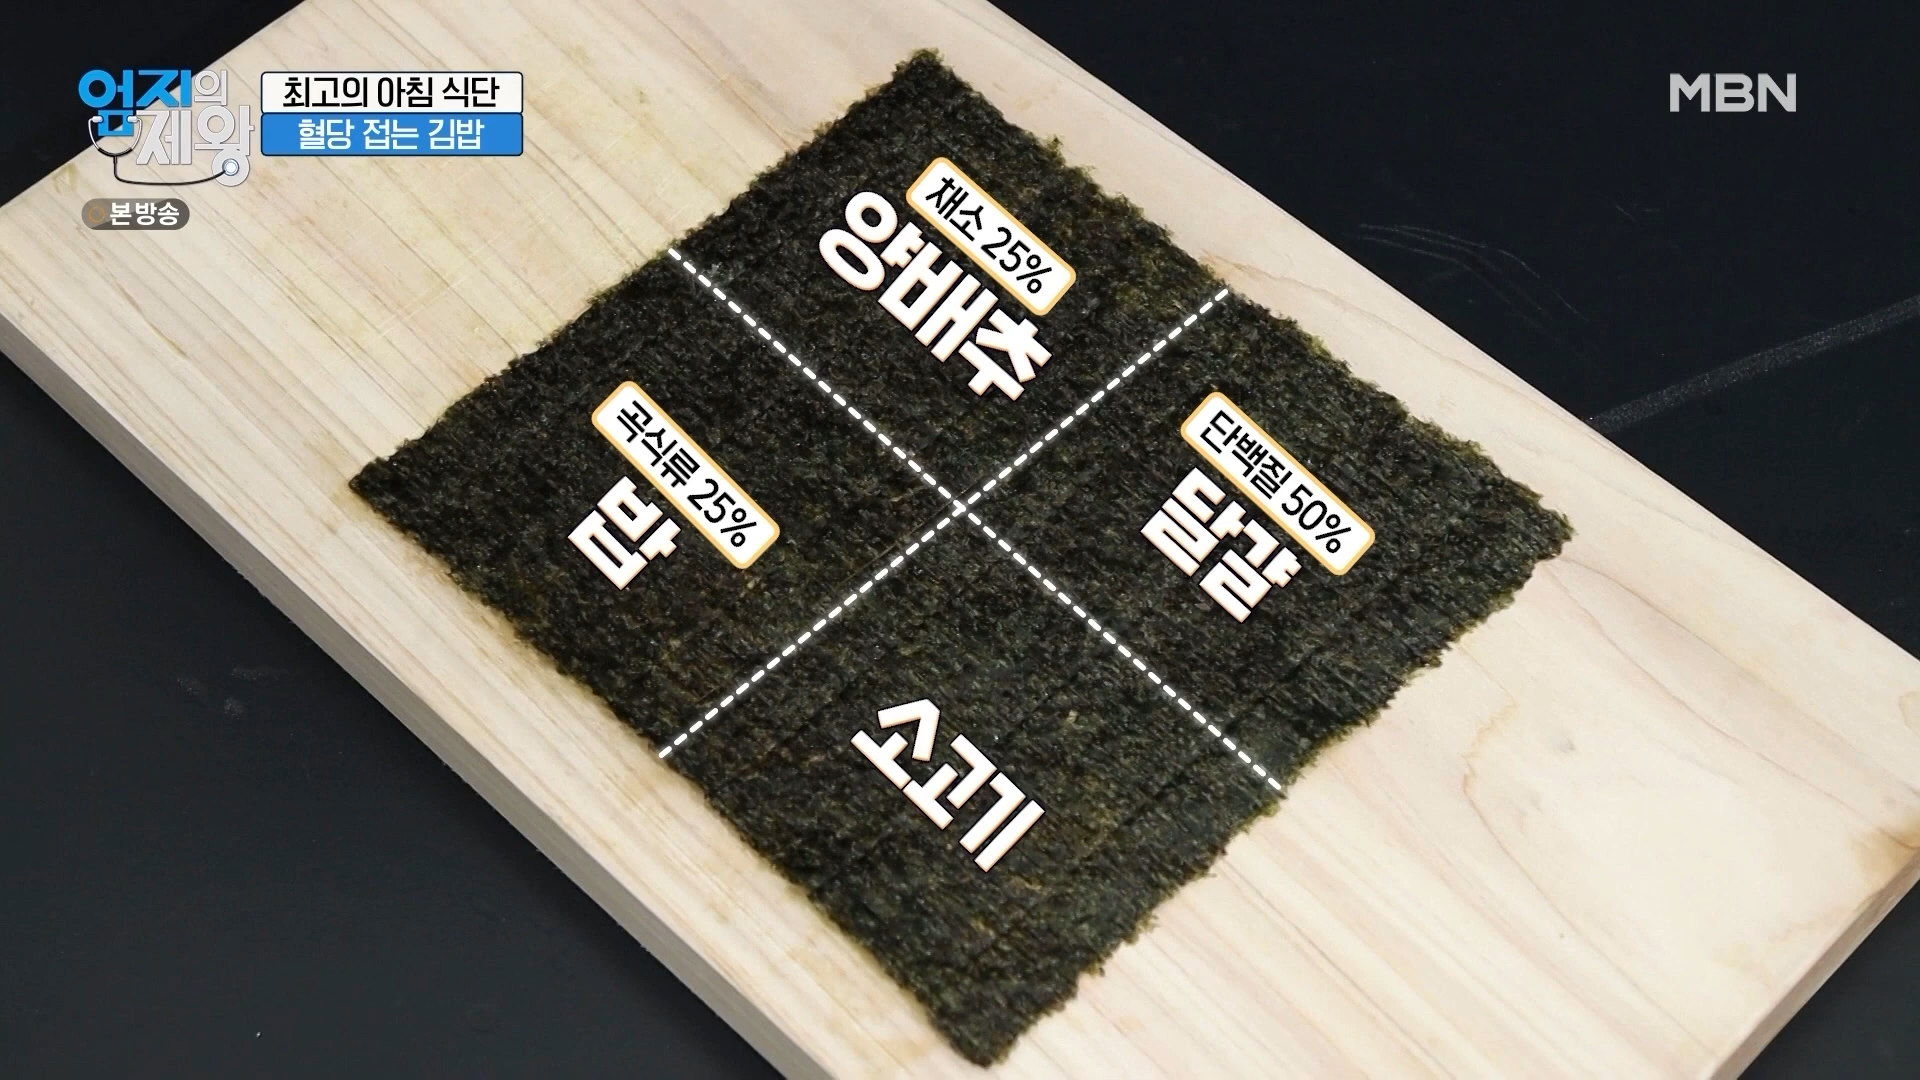 엄지의
제왕
최고의 아침 식단
혈당 접는 김밥
본방송
MBN
채소 25%
양배추
곡식류 25%
밥
단백질 50%
달걀
소고기